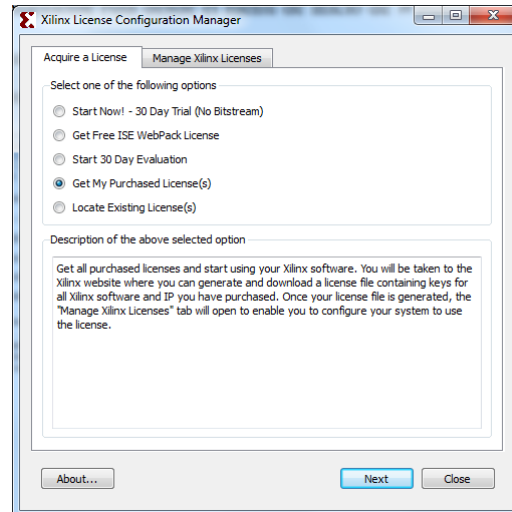 Xilinx License Configuration Manager
Acquire a License
Manage Xilinx Licenses
Select one of the following options
Start Now! - 30 Day Trial (No Bitstream)
Get Free ISE WebPack License
Start 30 Day Evaluation
Get My Purchased License(s)
Locate Existing License(s)
Description of the above selected option
Get all purchased licenses and start using your Xilinx software. You will be taken to the
Xilinx website where you can generate and download a license file containing keys for
all Xilinx software and IP you have purchased. Once your license file is generated, the
"Manage Xilinx Licenses" tab will open to enable you to configure your system to use
the license.
About...
Next
Close